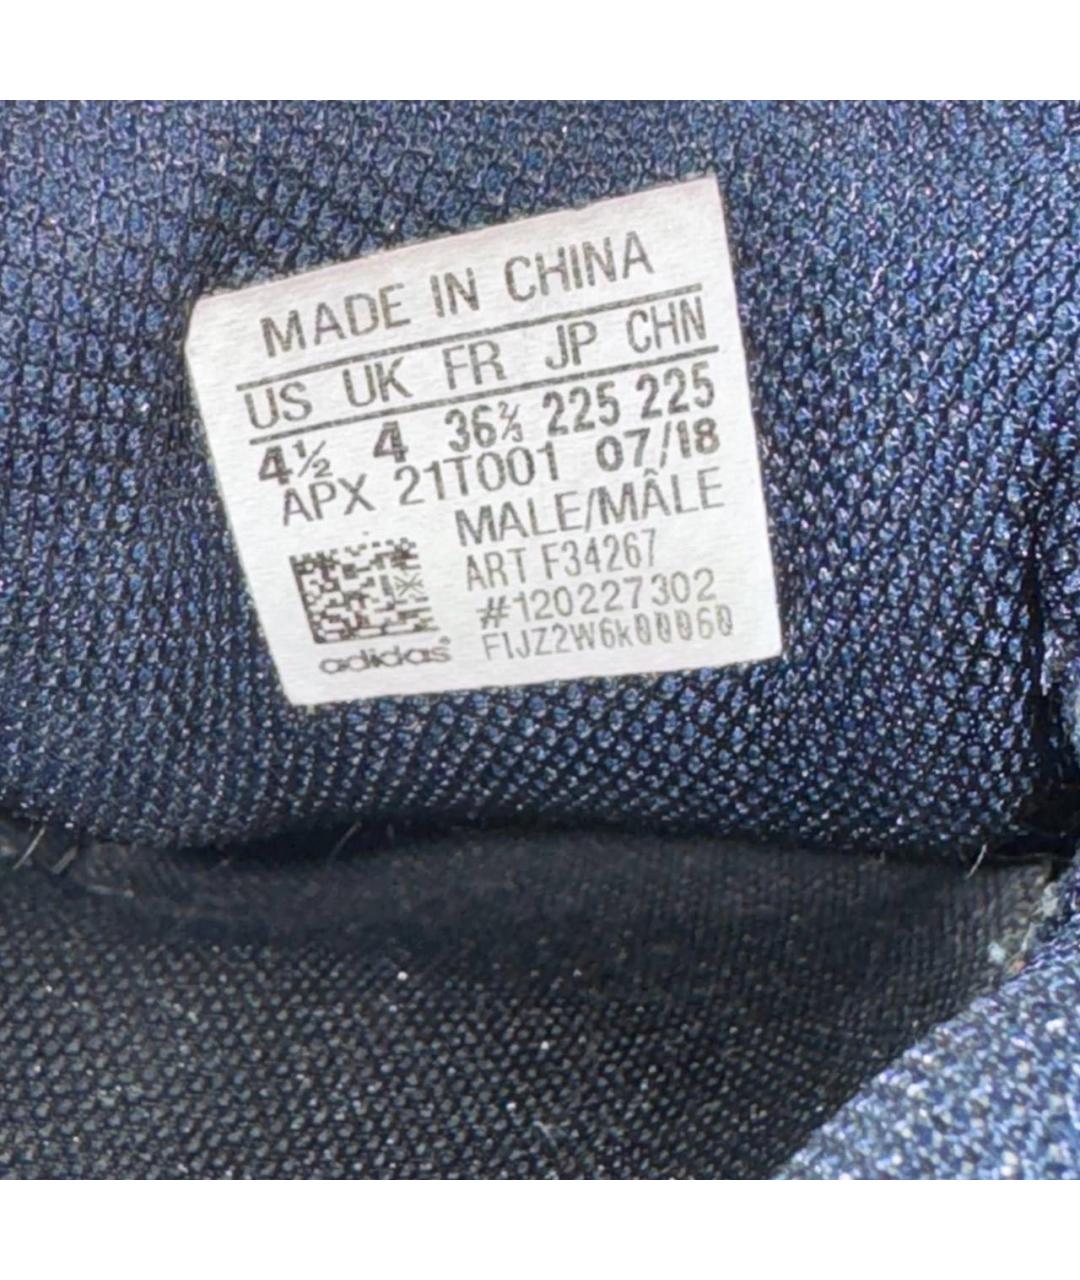 MADE IN CHINA
US UK FR JP CHN
4½ 4 36⅔ 225 225
APX 21T001 07/18
MALE/MÂLE
ART F34267
#120227302
FIJZ2W6k00060
adidas®